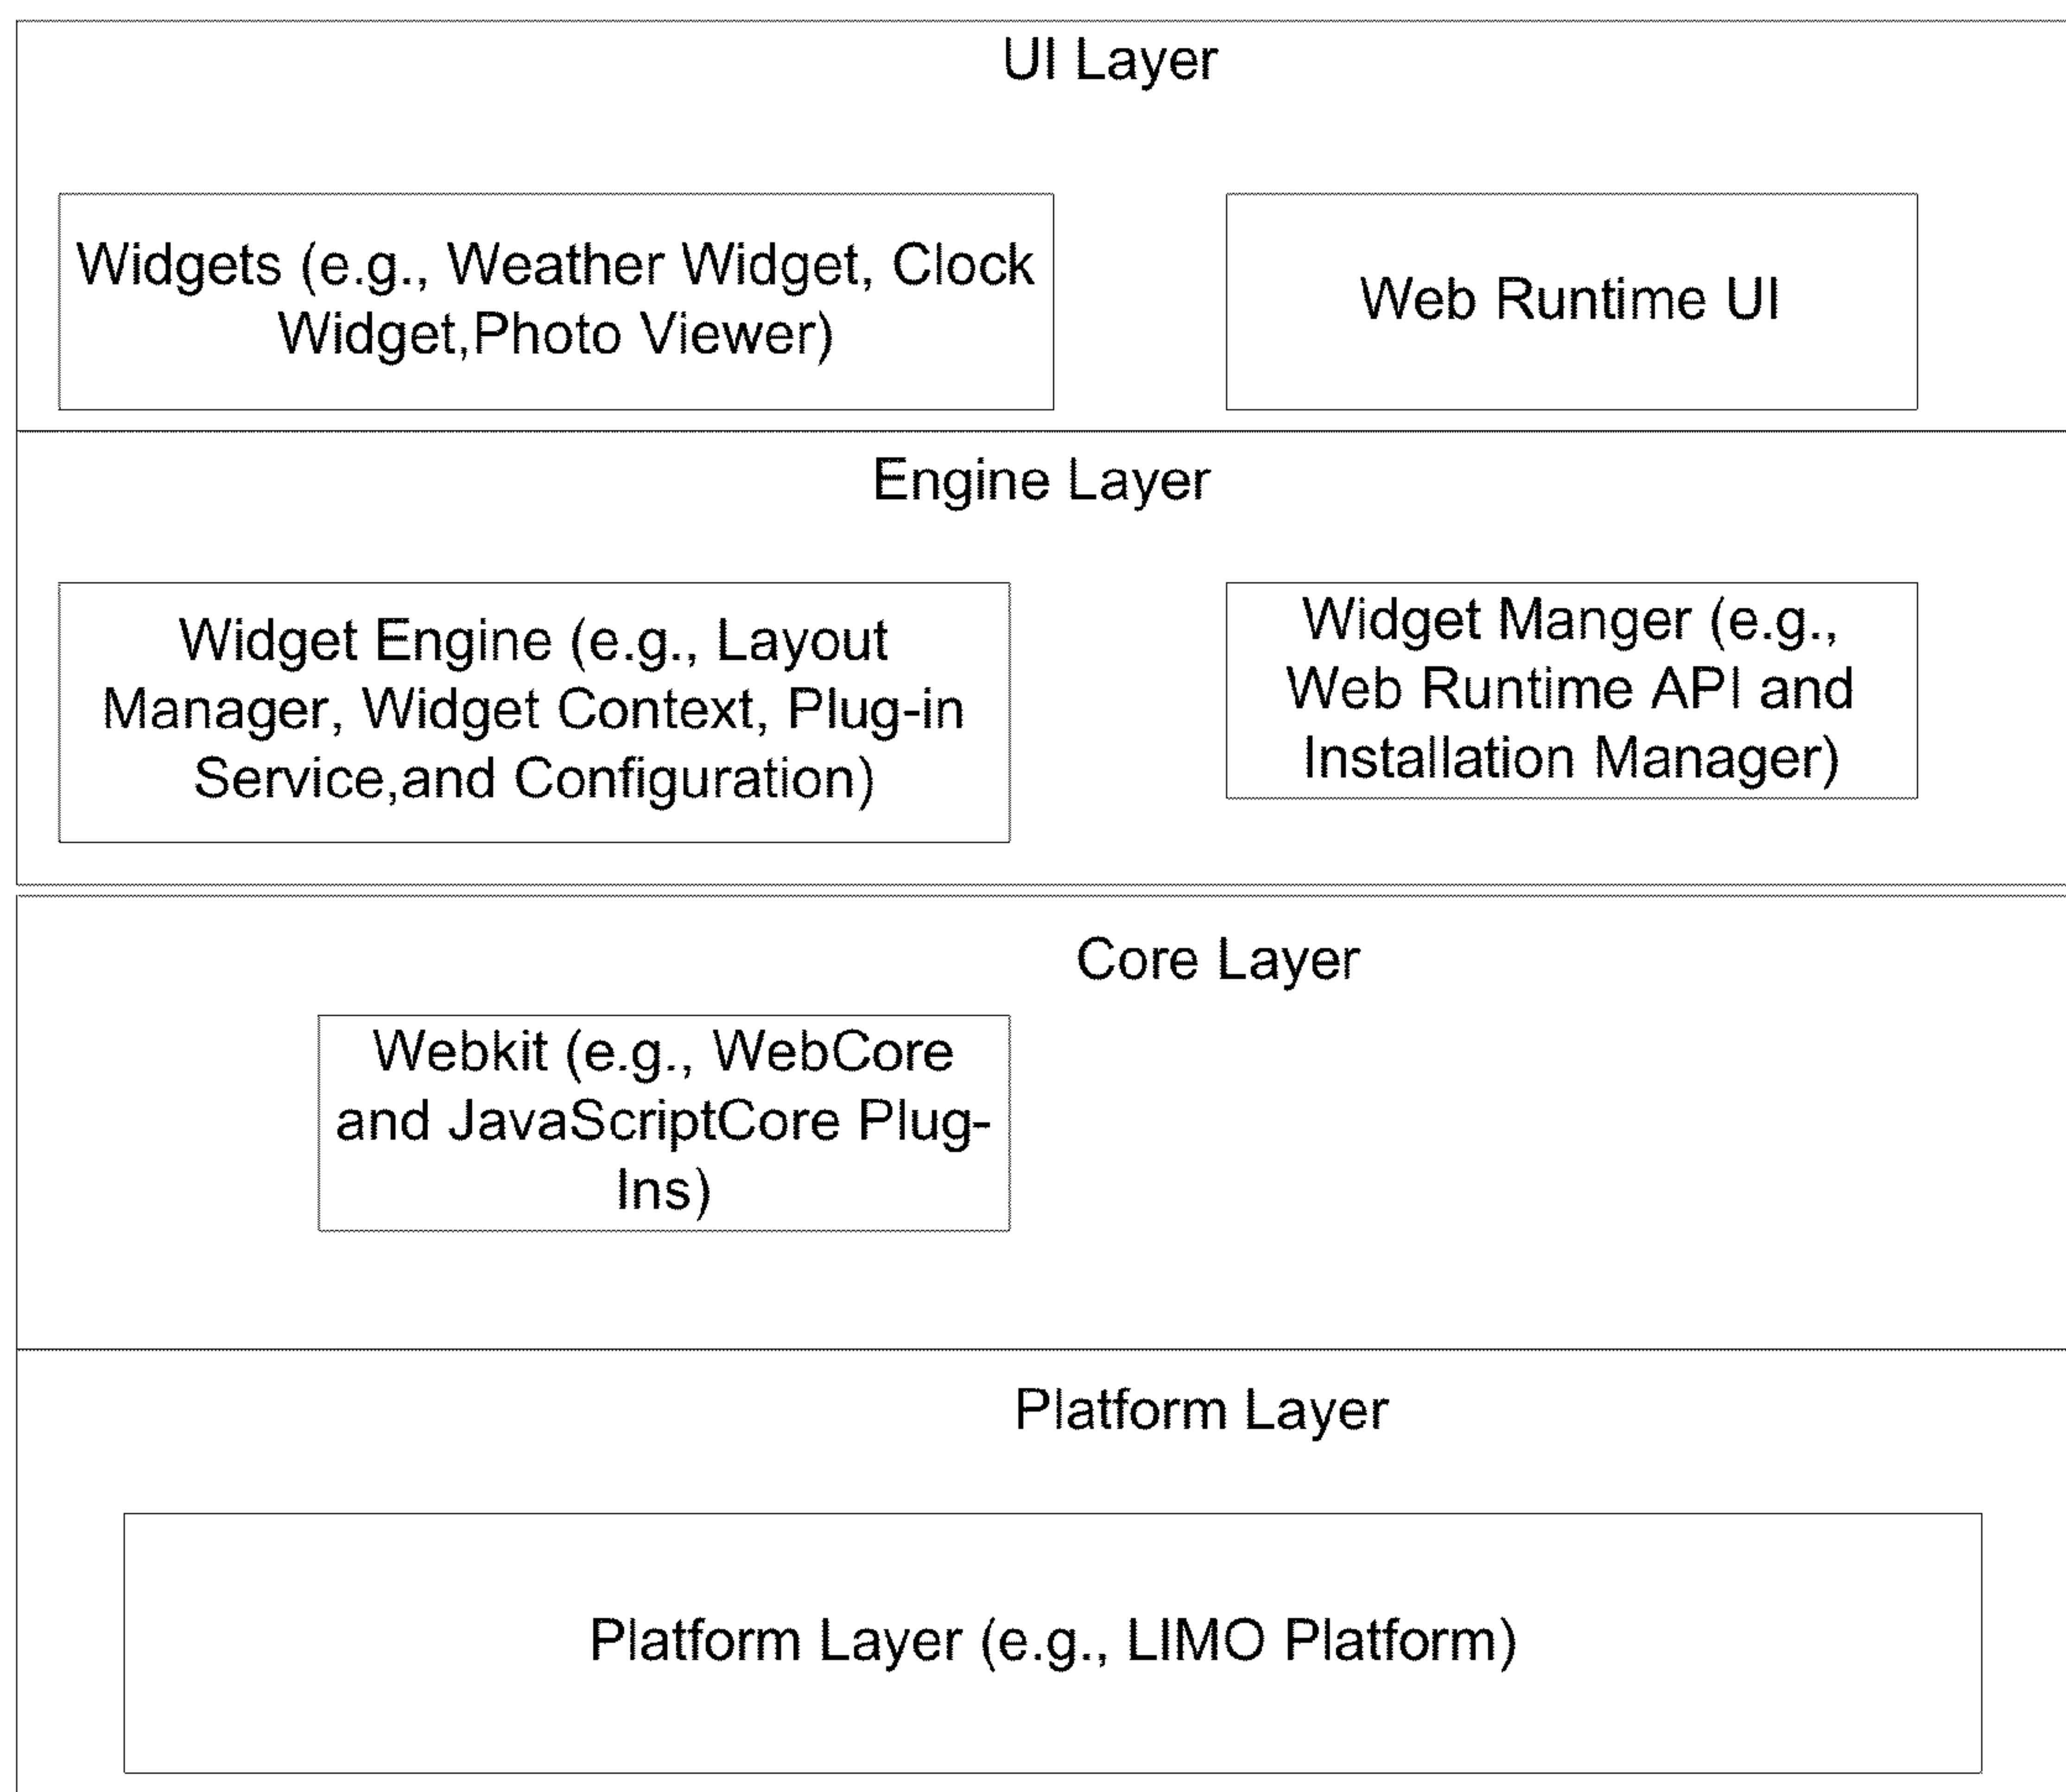 UI Layer
Widgets (e.g., Weather Widget, Clock
Widget,Photo Viewer)
Web Runtime UI
Engine Layer
Widget Engine (e.g., Layout
Manager, Widget Context, Plug-in
Service,and Configuration)
Widget Manger (e.g.,
Web Runtime API and
Installation Manager)
Core Layer
Webkit (e.g., WebCore
and JavaScriptCore Plug-
Ins)
Platform Layer
Platform Layer (e.g., LIMO Platform)